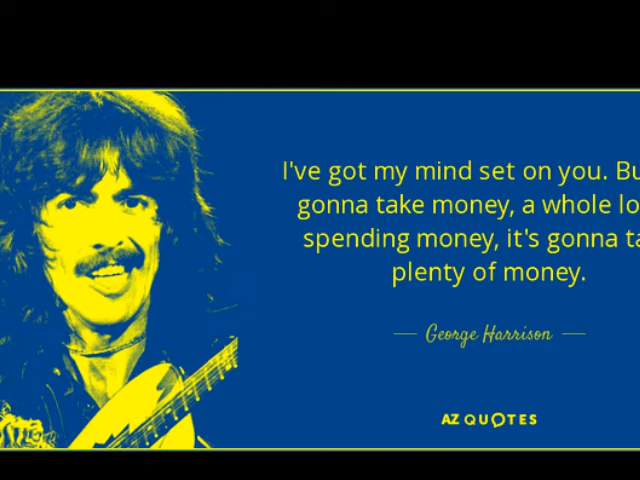 I've got my mind set on you. Bu
gonna take money, a whole lo
spending money, it's gonna ta
plenty of money.
George Harrison
AZ QUOTES